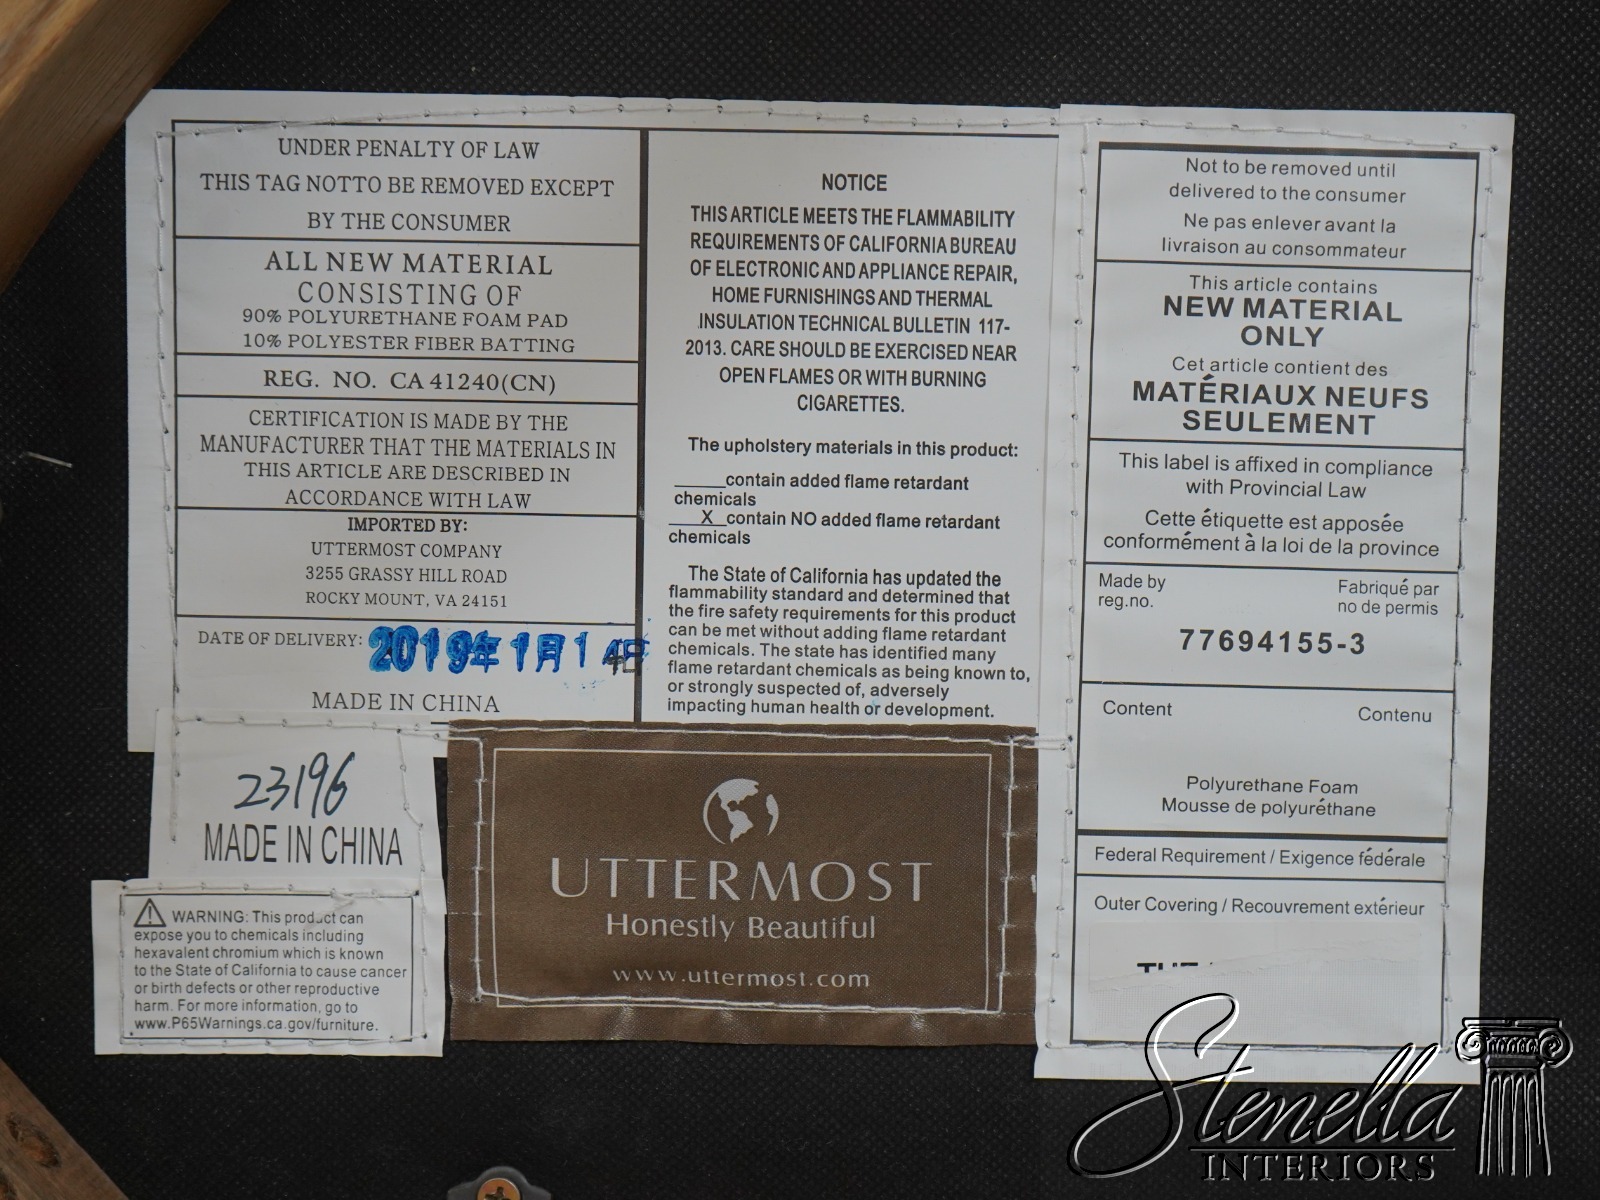 UNDER PENALTY OF LAW
THIS TAG NOTTO BE REMOVED EXCEPT
BY THE CONSUMER
ALL NEW MATERIAL
CONSISTING OF
90% POLYURETHANE FOAM PAD
10% POLYESTER FIBER BATTING
REG. NO. CA 41240(CN)
CERTIFICATION IS MADE BY THE
MANUFACTURER THAT THE MATERIALS IN
THIS ARTICLE ARE DESCRIBED IN
ACCORDANCE WITH LAW
IMPORTED BY:
UTTERMOST COMPANY
3255 GRASSY HILL ROAD
ROCKY MOUNT, VA 24151
DATE OF DELIVERY: 2019年1月14日
MADE IN CHINA
NOTICE
THIS ARTICLE MEETS THE FLAMMABILITY
REQUIREMENTS OF CALIFORNIA BUREAU
OF ELECTRONIC AND APPLIANCE REPAIR,
HOME FURNISHINGS AND THERMAL
INSULATION TECHNICAL BULLETIN 117-
2013. CARE SHOULD BE EXERCISED NEAR
OPEN FLAMES OR WITH BURNING
CIGARETTES.
The upholstery materials in this product:
______contain added flame retardant
chemicals
___X_contain NO added flame retardant
chemicals
The State of California has updated the
flammability standard and determined that
the fire safety requirements for this product
can be met without adding flame retardant
chemicals. The state has identified many
flame retardant chemicals as being known to,
or strongly suspected of, adversely
impacting human health or development.
Not to be removed until
delivered to the consumer
Ne pas enlever avant la
livraison au consommateur
This article contains
NEW MATERIAL
ONLY
Cet article contient des
MATÉRIAUX NEUFS
SEULEMENT
This label is affixed in compliance
with Provincial Law
Cette étiquette est apposée
conformément à la loi de la province
Made by Fabriqué par
reg.no. no de permis
77694155-3
Content Contenu
Polyurethane Foam
Mousse de polyuréthane
Federal Requirement / Exigence fédérale
Outer Covering / Recouvrement extérieur
23196
MADE IN CHINA
WARNING: This product can
expose you to chemicals including
hexavalent chromium which is known
to the State of California to cause cancer
or birth defects or other reproductive
harm. For more information, go to
www.P65Warnings.ca.gov/furniture.
UTTERMOST
Honestly Beautiful
www.uttermost.com
Stenella
INTERIORS